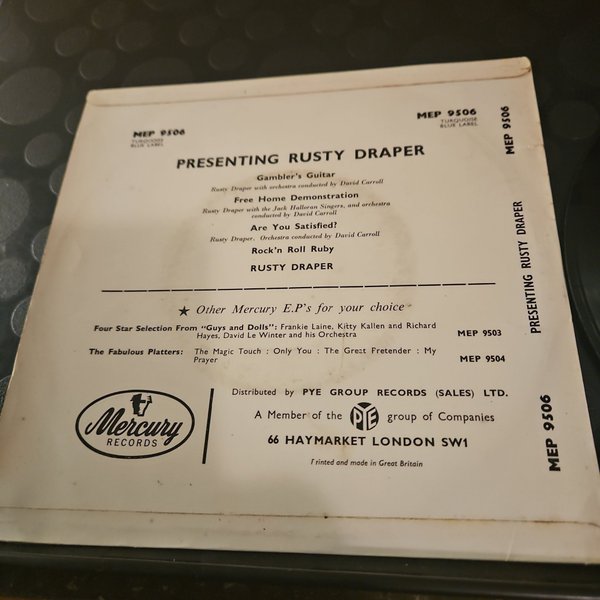 MEP 9506
TURQUOISE
BLUE LABEL
MEP 9506
TURQUOISE
BLUE LABEL
PRESENTING RUSTY DRAPER
Gambler's Guitar
Rusty Draper with orchestra conducted by David Carroll
Free Home Demonstration
Rusty Draper with the Jack Halloran Singers, and orchestra
conducted by David Carroll
Are You Satisfied?
Rusty Draper, Orchestra conducted by David Carroll
Rock'n Roll Ruby
RUSTY DRAPER
★ Other Mercury E.P's for your choice
Four Star Selection From "Guys and Dolls": Frankie Laine, Kitty Kallen and Richard
Hayes, David Le Winter and his Orchestra MEP 9503
The Fabulous Platters: The Magic Touch : Only You : The Great Pretender : My
Prayer MEP 9504
Mercury
RECORDS
Distributed by PYE GROUP RECORDS (SALES) LTD.
A Member of the PYE group of Companies
66 HAYMARKET LONDON SW1
Printed and made in Great Britain
MEP 9506
PRESENTING RUSTY DRAPER
MEP 9506